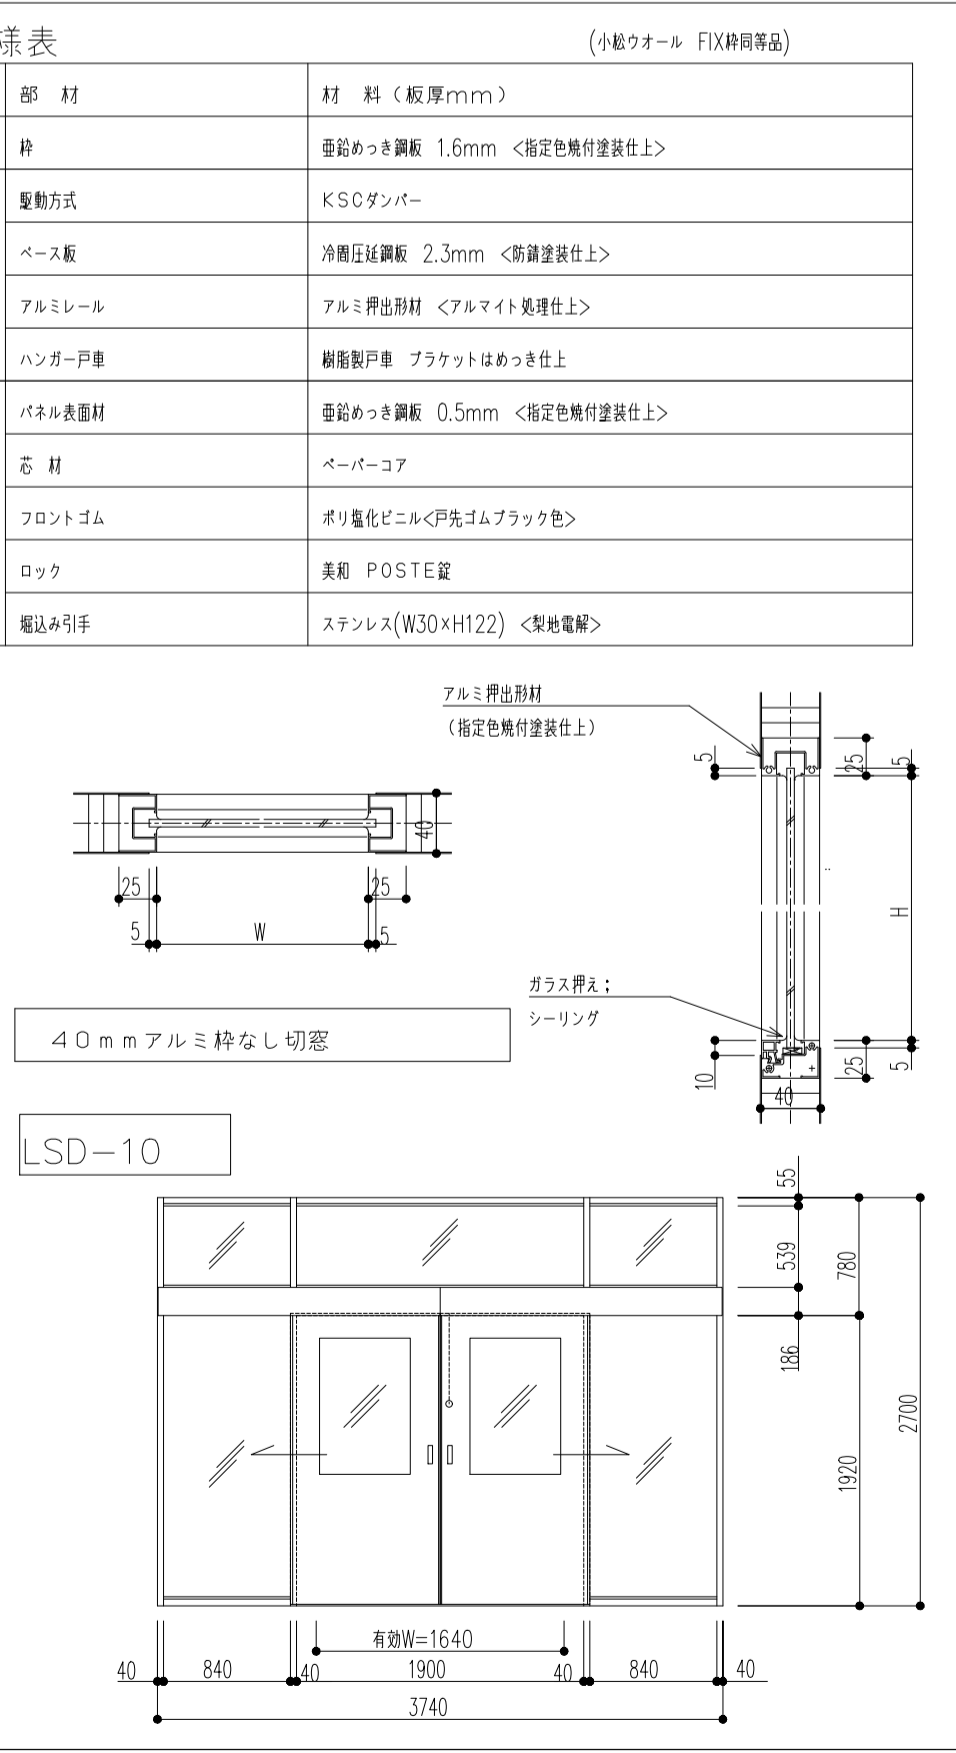 様表
(小松ウオール FIX枠同等品)
部 材 材 料（板厚mm）
枠 亜鉛めっき鋼板 1.6mm <指定色焼付塗装仕上>
駆動方式 KSCダンパー
ベース板 冷間圧延鋼板 2.3mm <防錆塗装仕上>
アルミレール アルミ押出形材 <アルマイト処理仕上>
ハンガー戸車 樹脂製戸車 ブラケットはめっき仕上
パネル表面材 亜鉛めっき鋼板 0.5mm <指定色焼付塗装仕上>
芯 材 ペーパーコア
フロントゴム ポリ塩化ビニル<戸先ゴムブラック色>
ロック 美和 POSTE錠
堀込み引手 ステンレス(W30×H122) <梨地電解>
アルミ押出形材
（指定色焼付塗装仕上）
5
25
5
40
25
25
5
W
5
H
ガラス押え；
シーリング
10
25
5
40
40mmアルミ枠なし切窓
LSD-10
55
539
780
186
2700
1920
有効W=1640
40
840
40
1900
40
840
40
3740